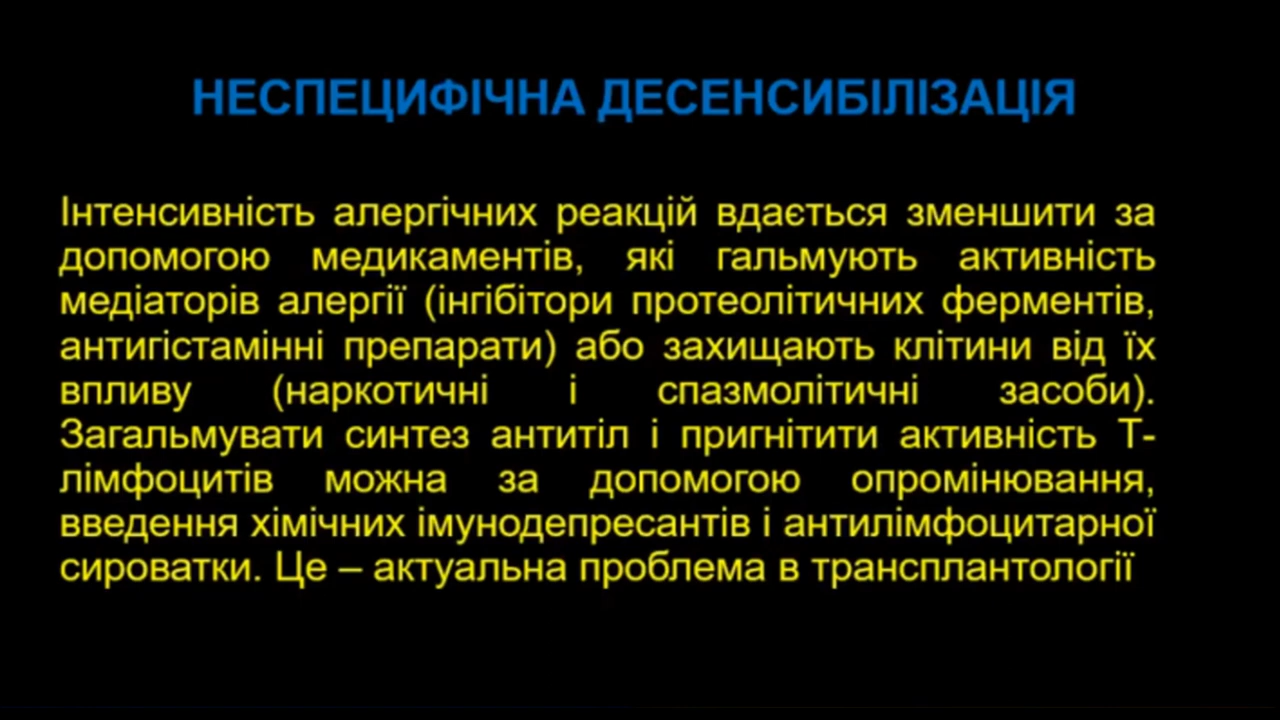 НЕСПЕЦИФІЧНА ДЕСЕНСИБІЛІЗАЦІЯ
Інтенсивність алергічних реакцій вдається зменшити за
допомогою медикаментів, які гальмують активність
медіаторів алергії (інгібітори протеолітичних ферментів,
антигістамінні препарати) або захищають клітини від їх
впливу (наркотичні і спазмолітичні засоби).
Загальмувати синтез антитіл і пригнітити активність Т-
лімфоцитів можна за допомогою опромінювання,
введення хімічних імунодепресантів і антилімфоцитарної
сироватки. Це – актуальна проблема в трансплантології